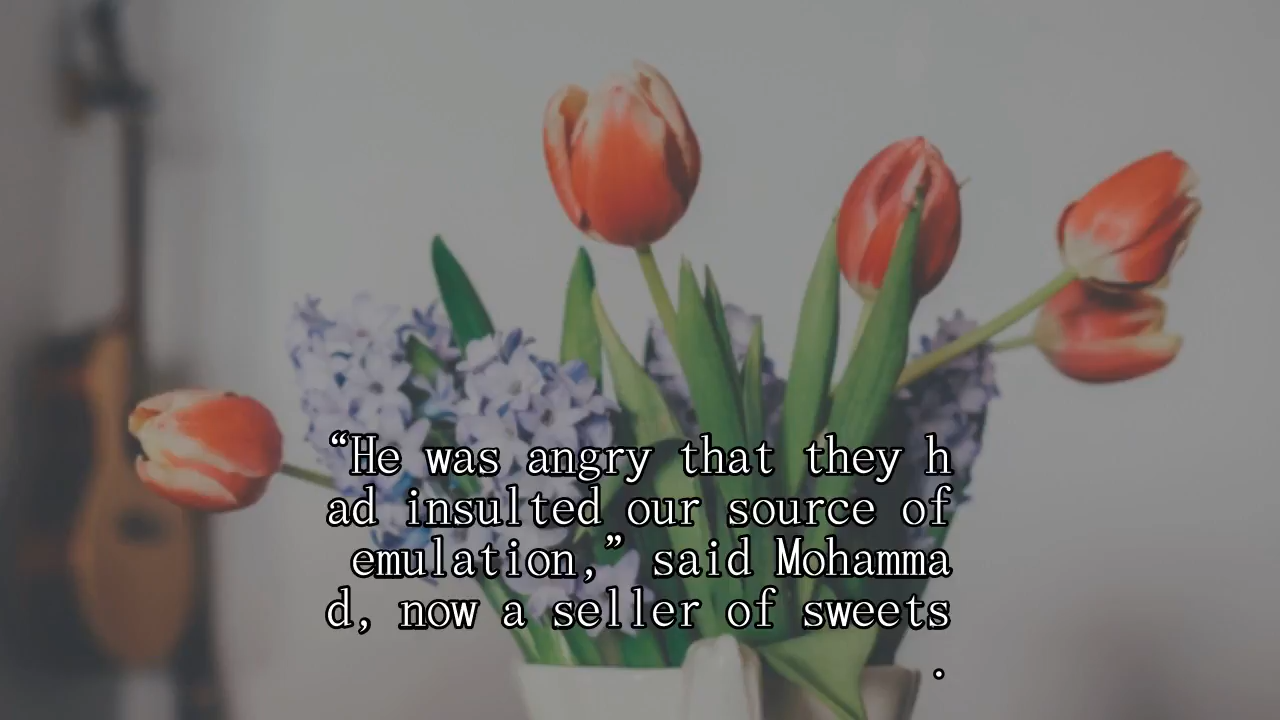 “He was angry that they h
ad insulted our source of
emulation,” said Mohamma
d, now a seller of sweets
.